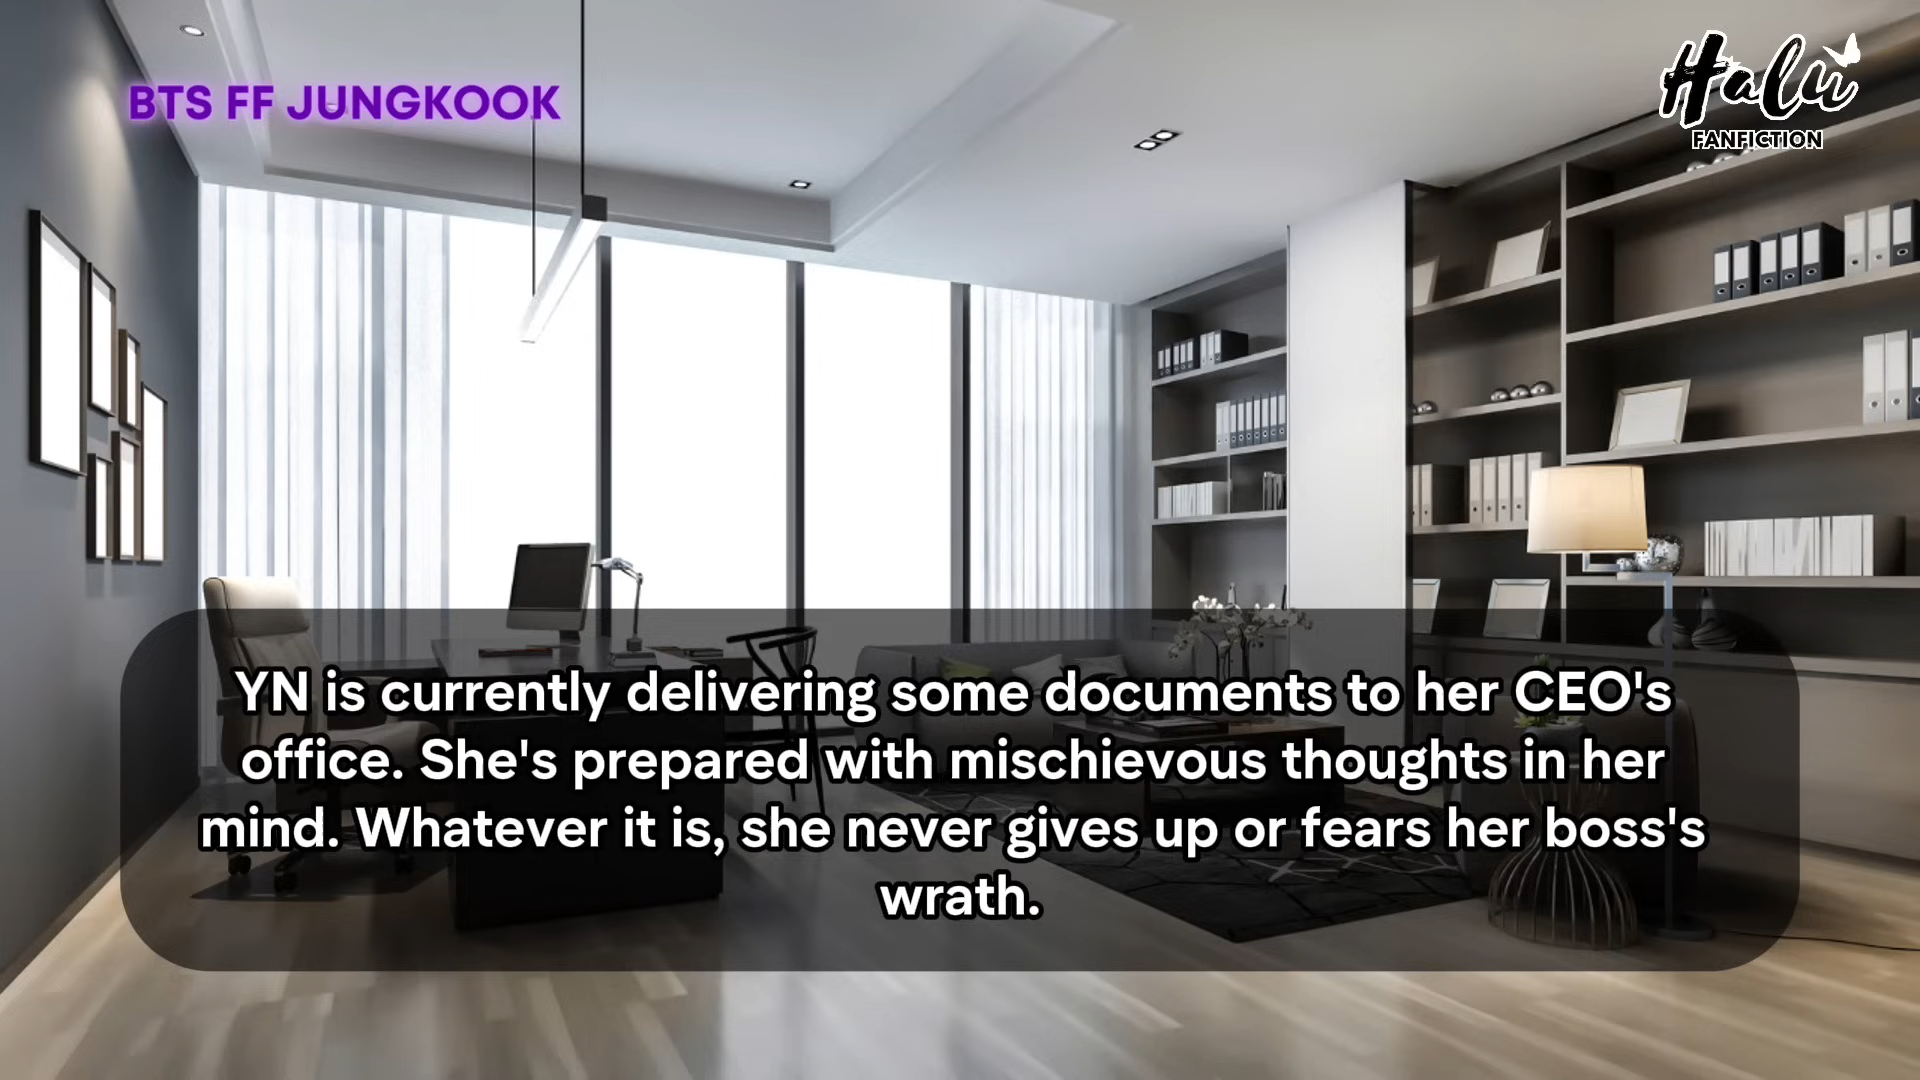 BTS FF JUNGKOOK
Halu
FANFICTION
YN is currently delivering some documents to her CEO's
office. She's prepared with mischievous thoughts in her
mind. Whatever it is, she never gives up or fears her boss's
wrath.